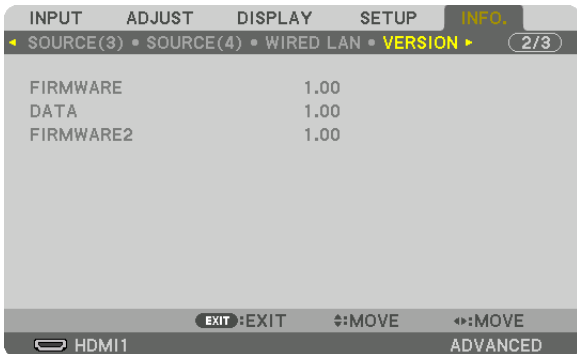 INPUT ADJUST DISPLAY SETUP INFO.
SOURCE(3) • SOURCE(4) • WIRED LAN • VERSION 2/3
FIRMWARE 1.00
DATA 1.00
FIRMWARE2 1.00
EXIT :EXIT :MOVE :MOVE
HDMI1 ADVANCED